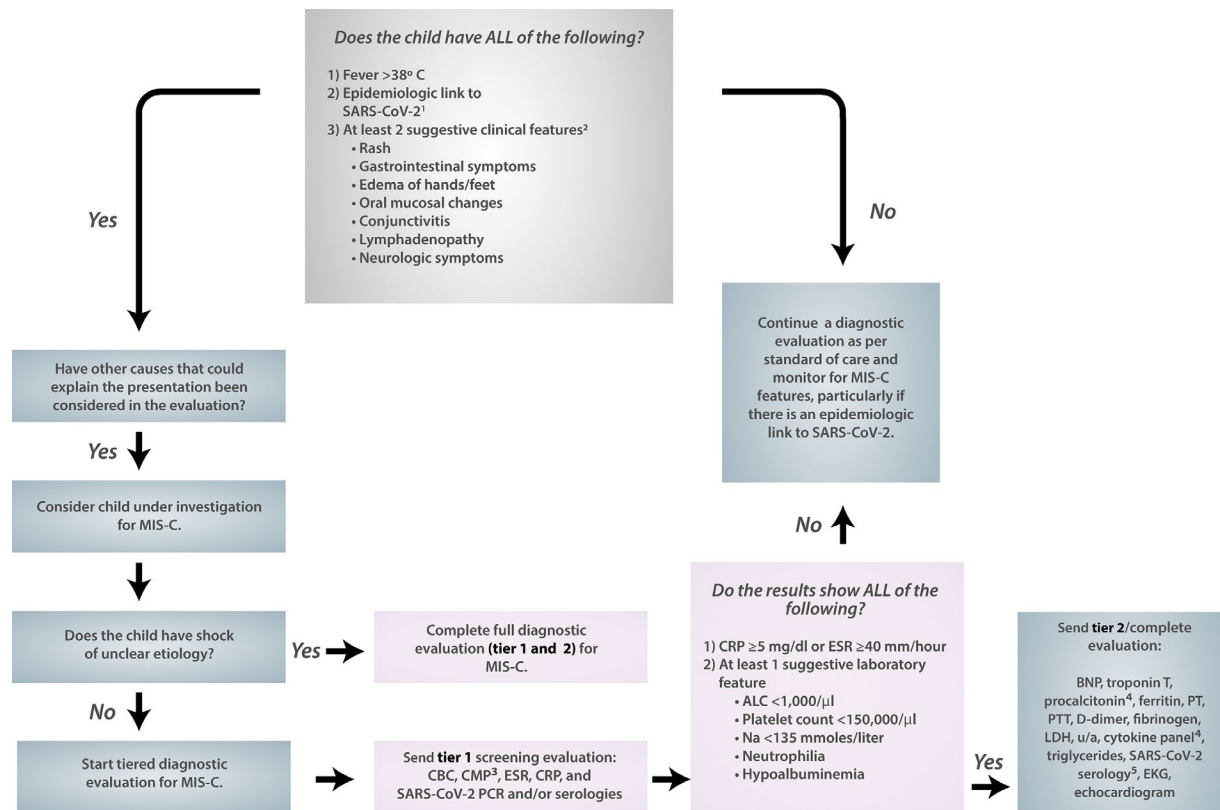 Does the child have ALL of the following?
1) Fever >38º C
2) Epidemiologic link to
SARS-CoV-2¹
3) At least 2 suggestive clinical features²
• Rash
• Gastrointestinal symptoms
• Edema of hands/feet
• Oral mucosal changes
• Conjunctivitis
• Lymphadenopathy
• Neurologic symptoms
Yes
No
Have other causes that could
explain the presentation been
considered in the evaluation?
Yes
Consider child under investigation
for MIS-C.
Does the child have shock
of unclear etiology?
Yes
Complete full diagnostic
evaluation (tier 1 and 2) for
MIS-C.
No
Start tiered diagnostic
evaluation for MIS-C.
Send tier 1 screening evaluation:
CBC, CMP³, ESR, CRP, and
SARS-CoV-2 PCR and/or serologies
Continue a diagnostic
evaluation as per
standard of care and
monitor for MIS-C
features, particularly if
there is an epidemiologic
link to SARS-CoV-2.
No
Do the results show ALL of the
following?
1) CRP ≥5 mg/dl or ESR ≥40 mm/hour
2) At least 1 suggestive laboratory
feature
• ALC <1,000/µl
• Platelet count <150,000/µl
• Na <135 mmoles/liter
• Neutrophilia
• Hypoalbuminemia
Yes
Send tier 2/complete
evaluation:
BNP, troponin T,
procalcitonin⁴, ferritin, PT,
PTT, D-dimer, fibrinogen,
LDH, u/a, cytokine panel⁴,
triglycerides, SARS-CoV-2
serology⁵, EKG,
echocardiogram